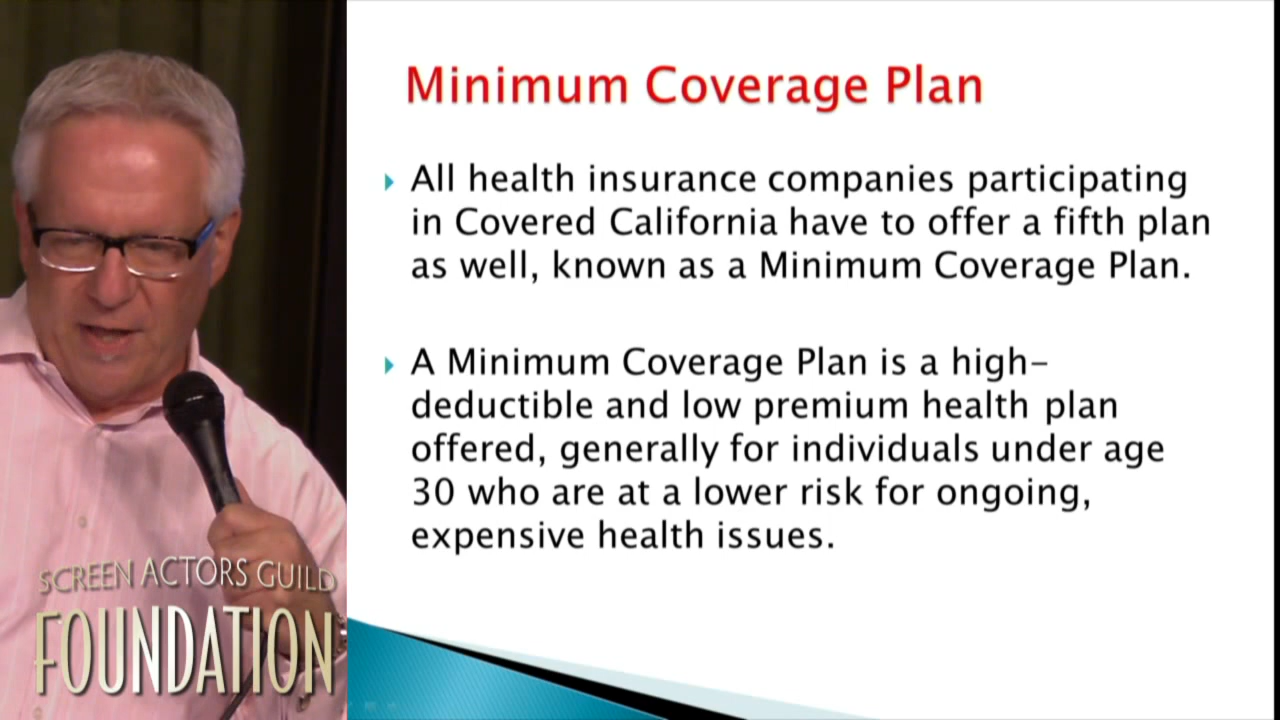 Minimum Coverage Plan
All health insurance companies participating
in Covered California have to offer a fifth plan
as well, known as a Minimum Coverage Plan.
A Minimum Coverage Plan is a high-
deductible and low premium health plan
offered, generally for individuals under age
30 who are at a lower risk for ongoing,
expensive health issues.
SCREEN ACTORS GUILD
FOUNDATION